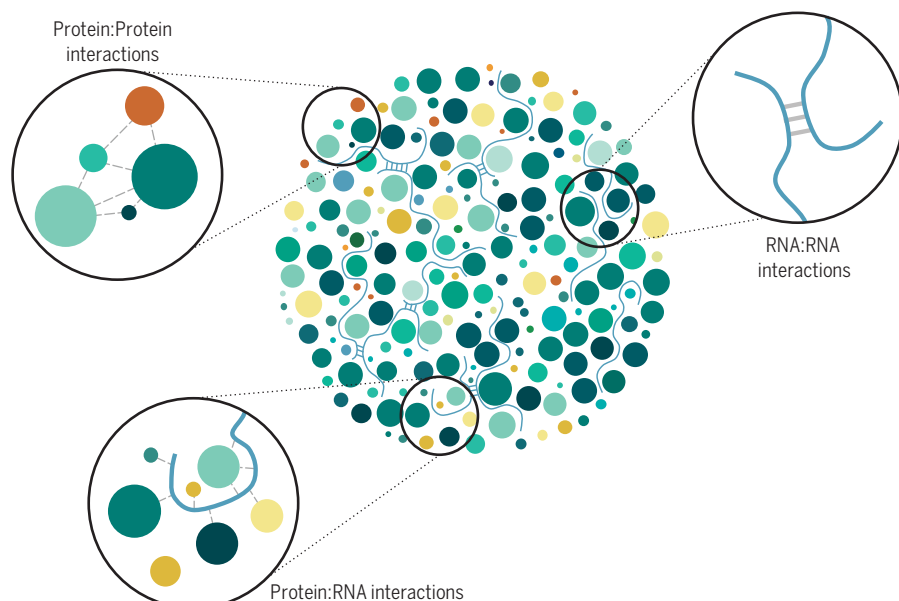 Protein:Protein
interactions
RNA:RNA
interactions
Protein:RNA interactions